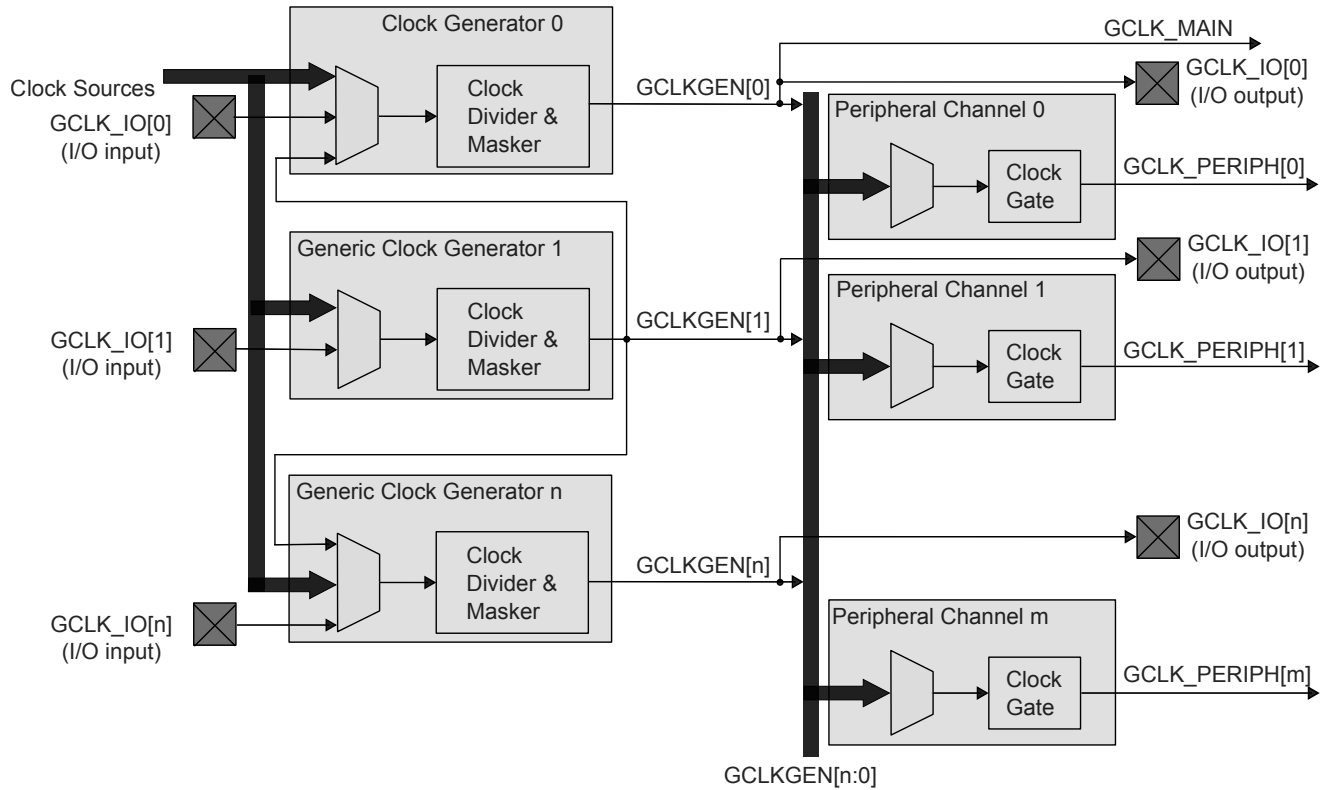 Clock Generator 0
GCLK_MAIN
Clock Sources
GCLK_IO[0]
(I/O input)
Clock
Divider &
Masker
GCLKGEN[0]
GCLK_IO[0]
(I/O output)
Peripheral Channel 0
Clock
Gate
GCLK_PERIPH[0]
Generic Clock Generator 1
GCLK_IO[1]
(I/O input)
Clock
Divider &
Masker
GCLKGEN[1]
GCLK_IO[1]
(I/O output)
Peripheral Channel 1
Clock
Gate
GCLK_PERIPH[1]
Generic Clock Generator n
GCLK_IO[n]
(I/O input)
Clock
Divider &
Masker
GCLKGEN[n]
GCLK_IO[n]
(I/O output)
Peripheral Channel m
Clock
Gate
GCLK_PERIPH[m]
GCLKGEN[n:0]